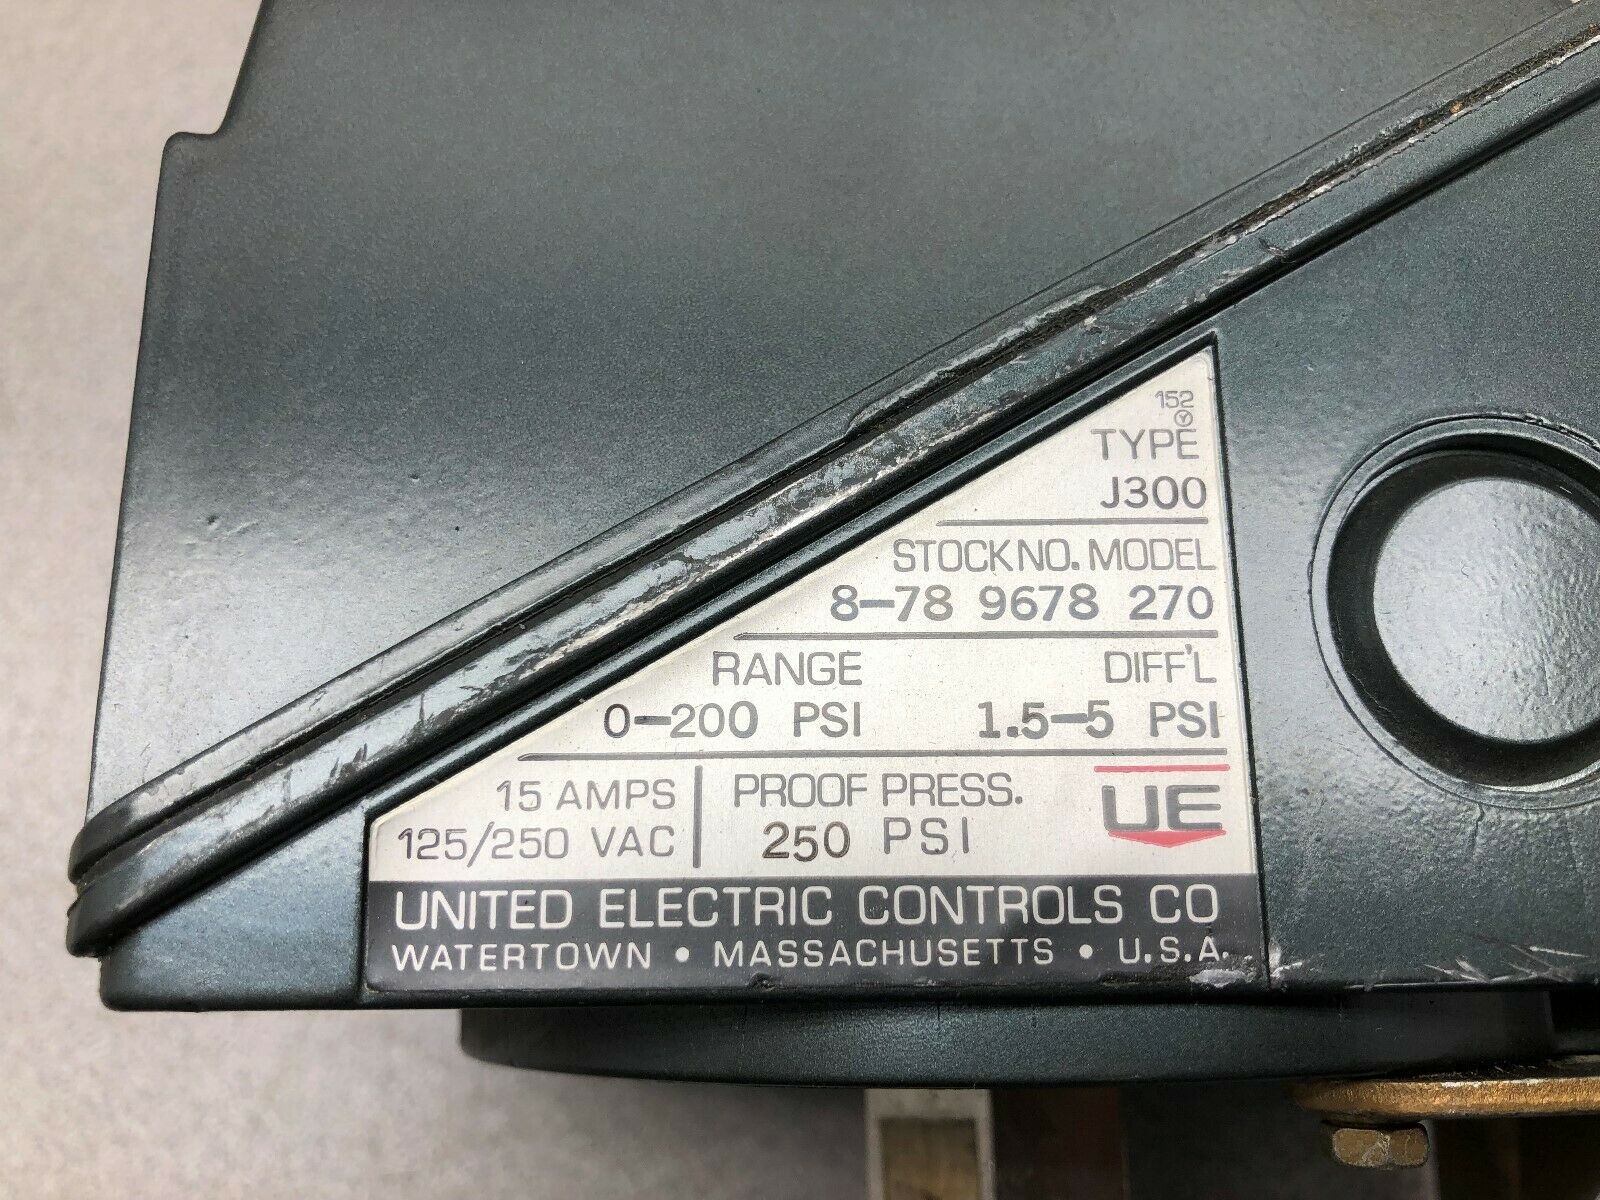 152
TYPE
J300
STOCK NO. MODEL
8-78 9678 270
RANGE DIFF'L
0-200 PSI 1.5-5 PSI
15 AMPS
125/250 VAC
PROOF PRESS.
250 PSI
UE
UNITED ELECTRIC CONTROLS CO
WATERTOWN • MASSACHUSETTS • U.S.A.